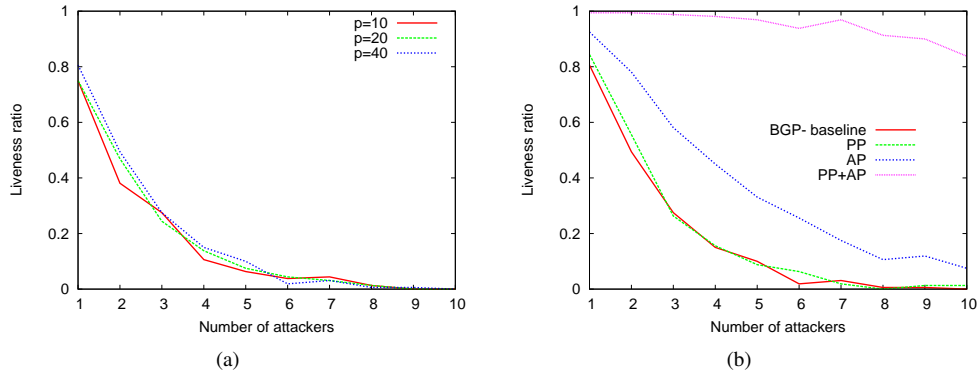 1
0.8
0.6
0.4
0.2
0
1 2 3 4 5 6 7 8 9 10
Liveness ratio
Number of attackers
p=10
p=20
p=40
(a)
1
0.8
0.6
0.4
0.2
0
1 2 3 4 5 6 7 8 9 10
Liveness ratio
Number of attackers
BGP- baseline
PP
AP
PP+AP
(b)